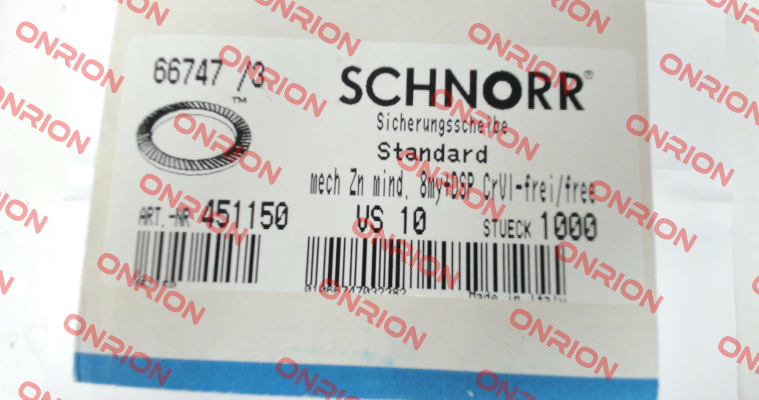 66747 /3
SCHNORR®
™
Sicherungsscheibe
Standard
mech Zn mind. 8my+DSP CrVI-frei/free
ART.-NR 451150 VS 10 STUECK 1000
Made in Italy
ONRION